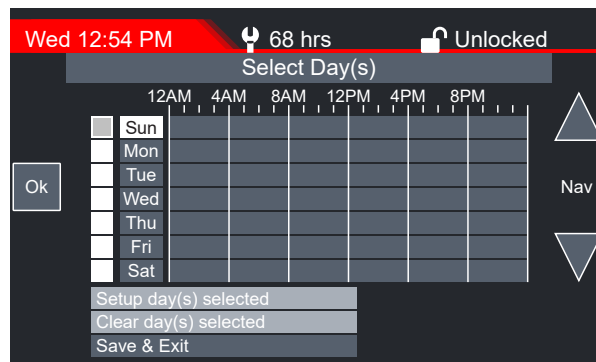 Wed 12:54 PM 68 hrs Unlocked
Select Day(s)
12AM 4AM 8AM 12PM 4PM 8PM
Sun
Mon
Tue
Ok Wed Nav
Thu
Fri
Sat
Setup day(s) selected
Clear day(s) selected
Save & Exit